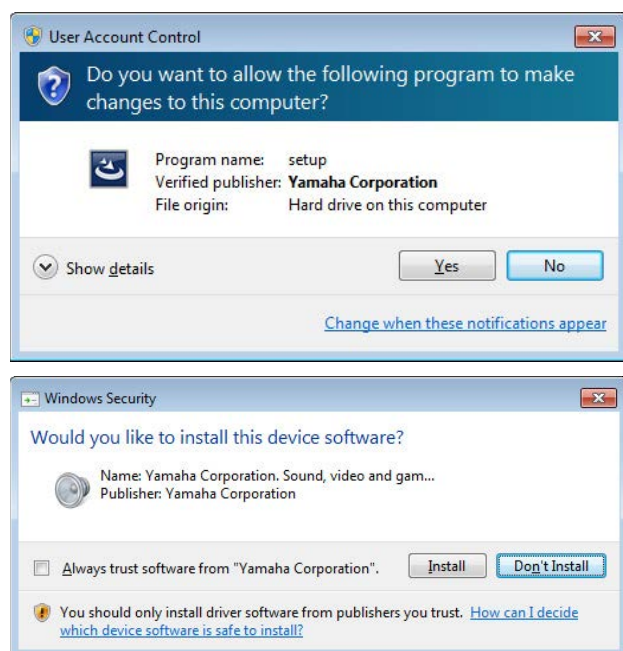 User Account Control
Do you want to allow the following program to make
changes to this computer?
Program name: setup
Verified publisher: Yamaha Corporation
File origin: Hard drive on this computer
Show details
Yes
No
Change when these notifications appear
Windows Security
Would you like to install this device software?
Name: Yamaha Corporation. Sound, video and gam...
Publisher: Yamaha Corporation
Always trust software from "Yamaha Corporation".
Install
Don't Install
You should only install driver software from publishers you trust. How can I decide
which device software is safe to install?